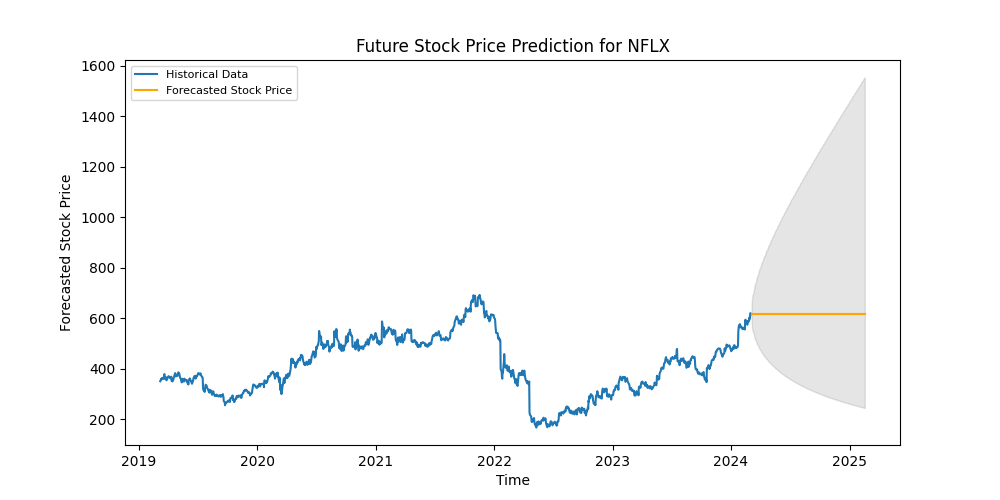 Future Stock Price Prediction for NFLX
Historical Data
Forecasted Stock Price
Forecasted Stock Price
1600
1400
1200
1000
800
600
400
200
2019 2020 2021 2022 2023 2024 2025
Time